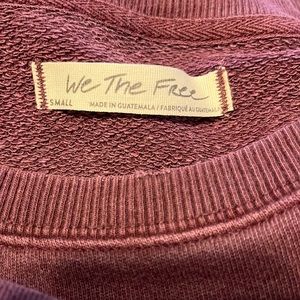 We The Free
SMALL
MADE IN GUATEMALA / FABRIQUÉ AU GUATEMALA